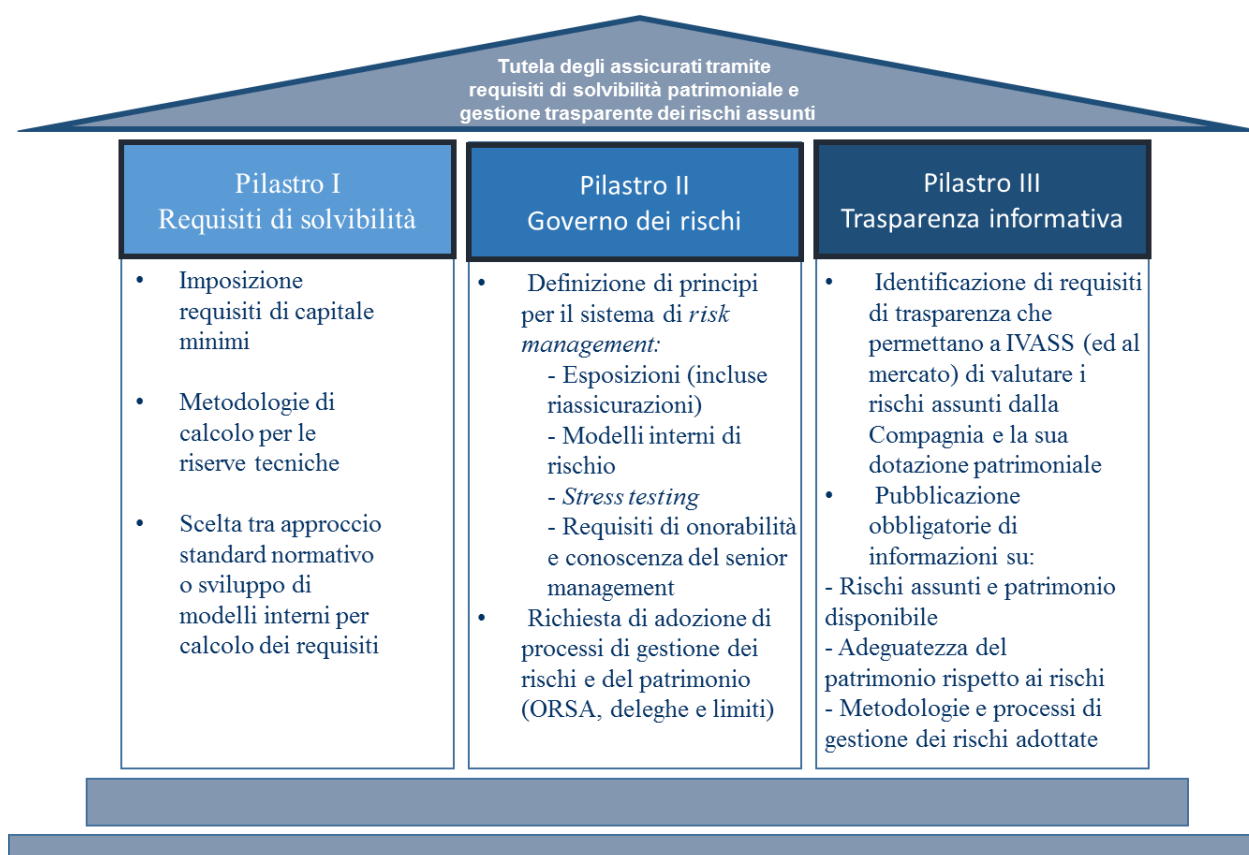 Tutela degli assicurati tramite
requisiti di solvibilità patrimoniale e
gestione trasparente dei rischi assunti
Pilastro I
Requisiti di solvibilità
• Imposizione
requisiti di capitale
minimi
• Metodologie di
calcolo per le
riserve tecniche
• Scelta tra approccio
standard normativo
o sviluppo di
modelli interni per
calcolo dei requisiti
Pilastro II
Governo dei rischi
• Definizione di principi
per il sistema di risk
management:
- Esposizioni (incluse
riassicurazioni)
- Modelli interni di
rischio
- Stress testing
- Requisiti di onorabilità
e conoscenza del senior
management
• Richiesta di adozione di
processi di gestione dei
rischi e del patrimonio
(ORSA, deleghe e limiti)
Pilastro III
Trasparenza informativa
• Identificazione di requisiti
di trasparenza che
permettano a IVASS (ed al
mercato) di valutare i
rischi assunti dalla
Compagnia e la sua
dotazione patrimoniale
• Pubblicazione
obbligatorie di
informazioni su:
- Rischi assunti e patrimonio
disponibile
- Adeguatezza del
patrimonio rispetto ai rischi
- Metodologie e processi di
gestione dei rischi adottate